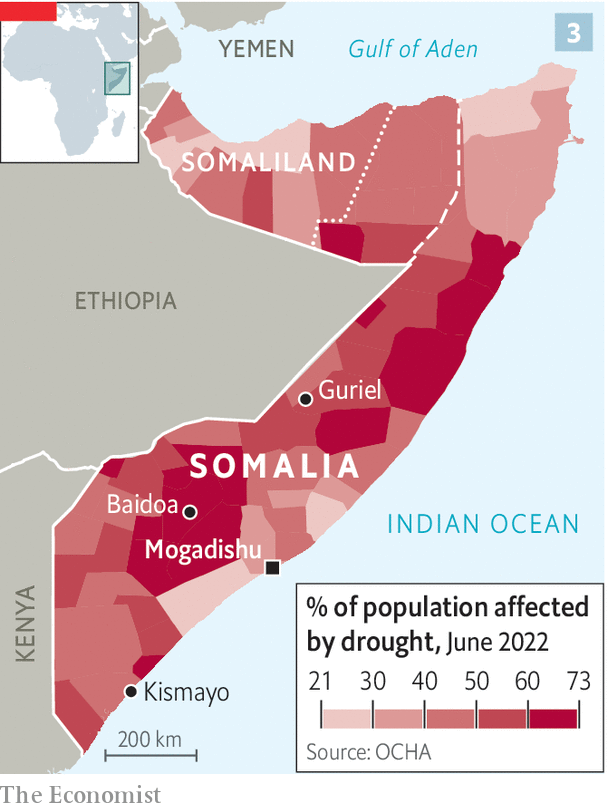 3
YEMEN
Gulf of Aden
SOMALILAND
ETHIOPIA
Guriel
SOMALIA
Baidoa
INDIAN OCEAN
Mogadishu
KENYA
Kismayo
200 km
% of population affected
by drought, June 2022
21 30 40 50 60 73
Source: OCHA
The Economist